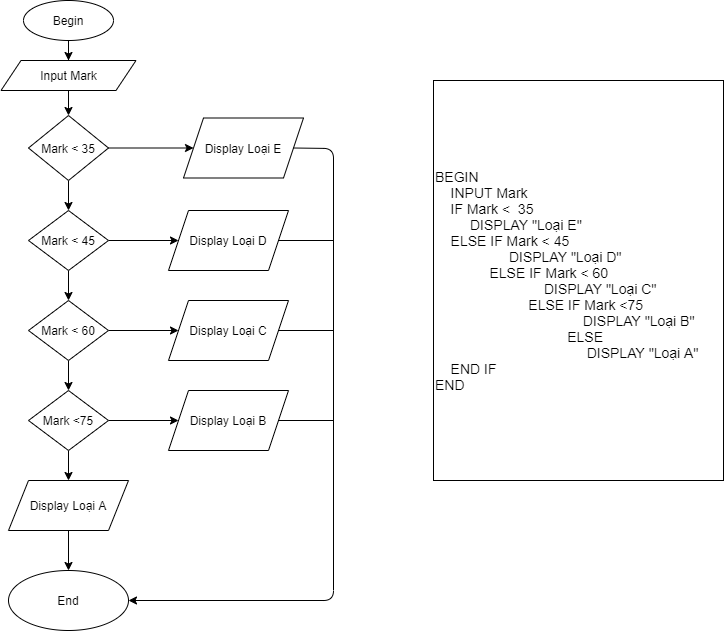 Begin
Input Mark
Mark < 35
Display Loại E
Mark < 45
Display Loại D
Mark < 60
Display Loại C
Mark <75
Display Loại B
Display Loại A
End
BEGIN
INPUT Mark
IF Mark < 35
DISPLAY "Loại E"
ELSE IF Mark < 45
DISPLAY "Loại D"
ELSE IF Mark < 60
DISPLAY "Loại C"
ELSE IF Mark <75
DISPLAY "Loại B"
ELSE
DISPLAY "Loại A"
END IF
END